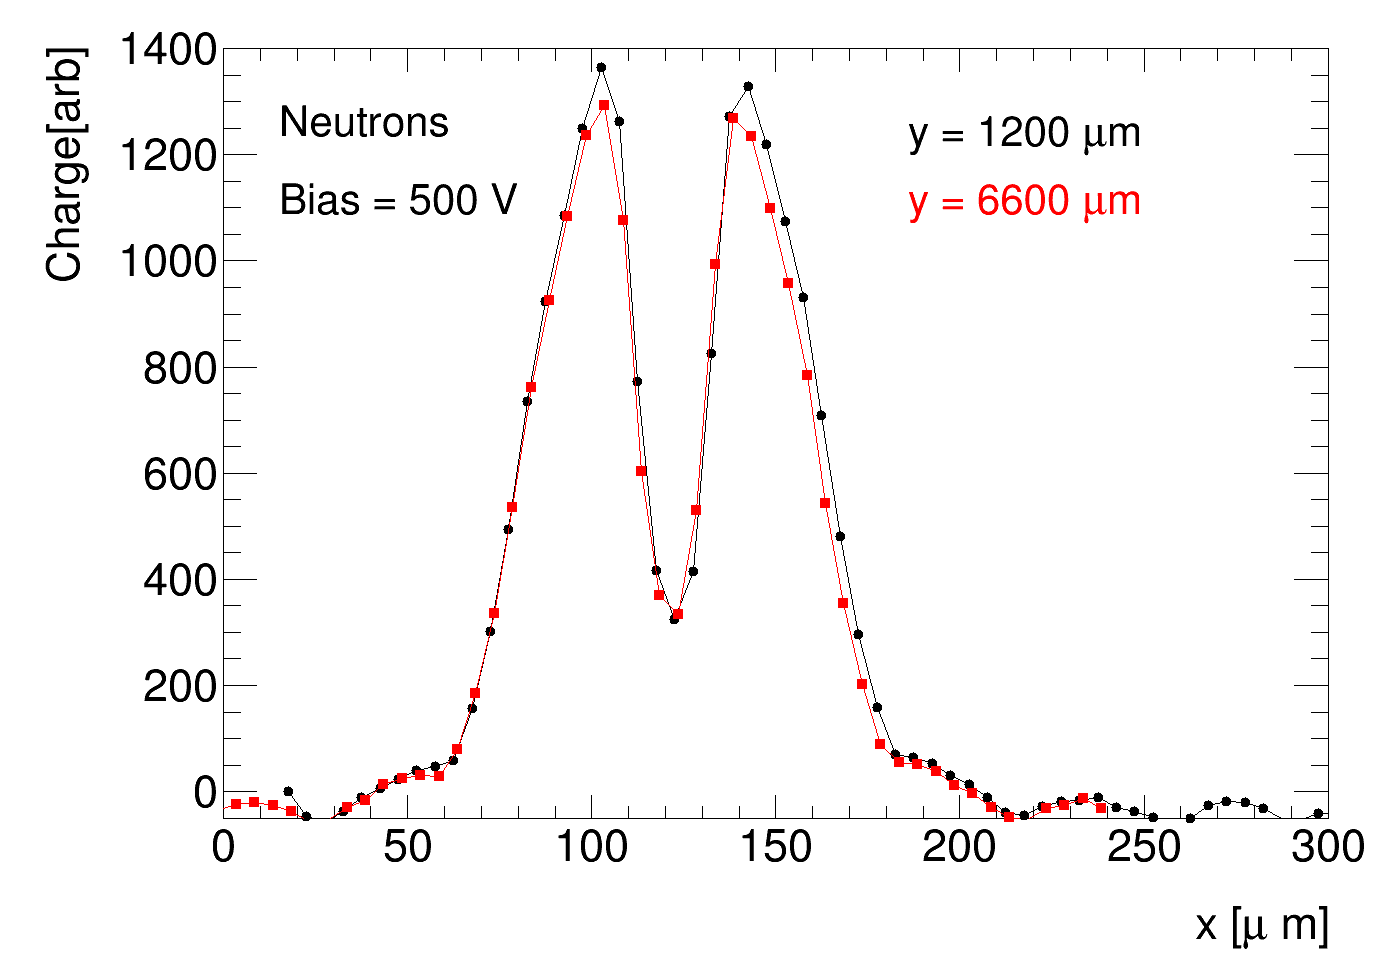 Charge[arb]
1400
1200
1000
800
600
400
200
0
Neutrons
Bias = 500 V
y = 1200 μm
y = 6600 μm
0 50 100 150 200 250 300
x [μ m]